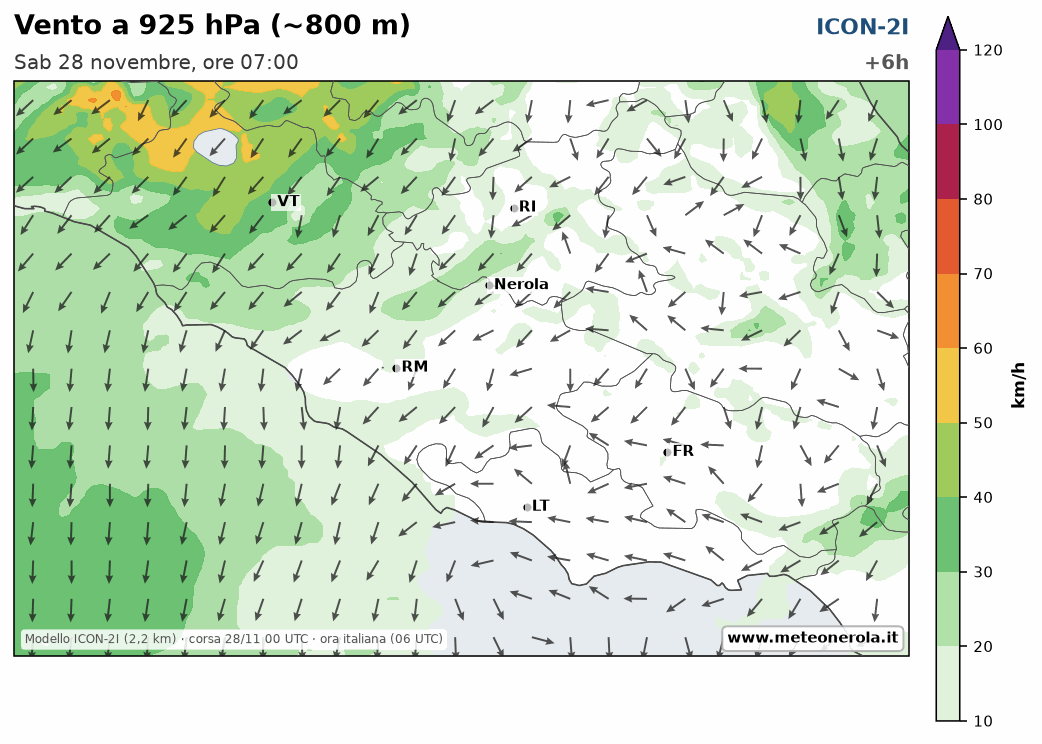 Vento a 925 hPa (~800 m)
ICON-2I
Sab 28 novembre, ore 07:00
+6h
VT
RI
Nerola
RM
FR
LT
Modello ICON-2I (2,2 km) · corsa 28/11 00 UTC · ora italiana (06 UTC)
www.meteonerola.it
120
100
80
70
60
50
40
30
20
10
km/h